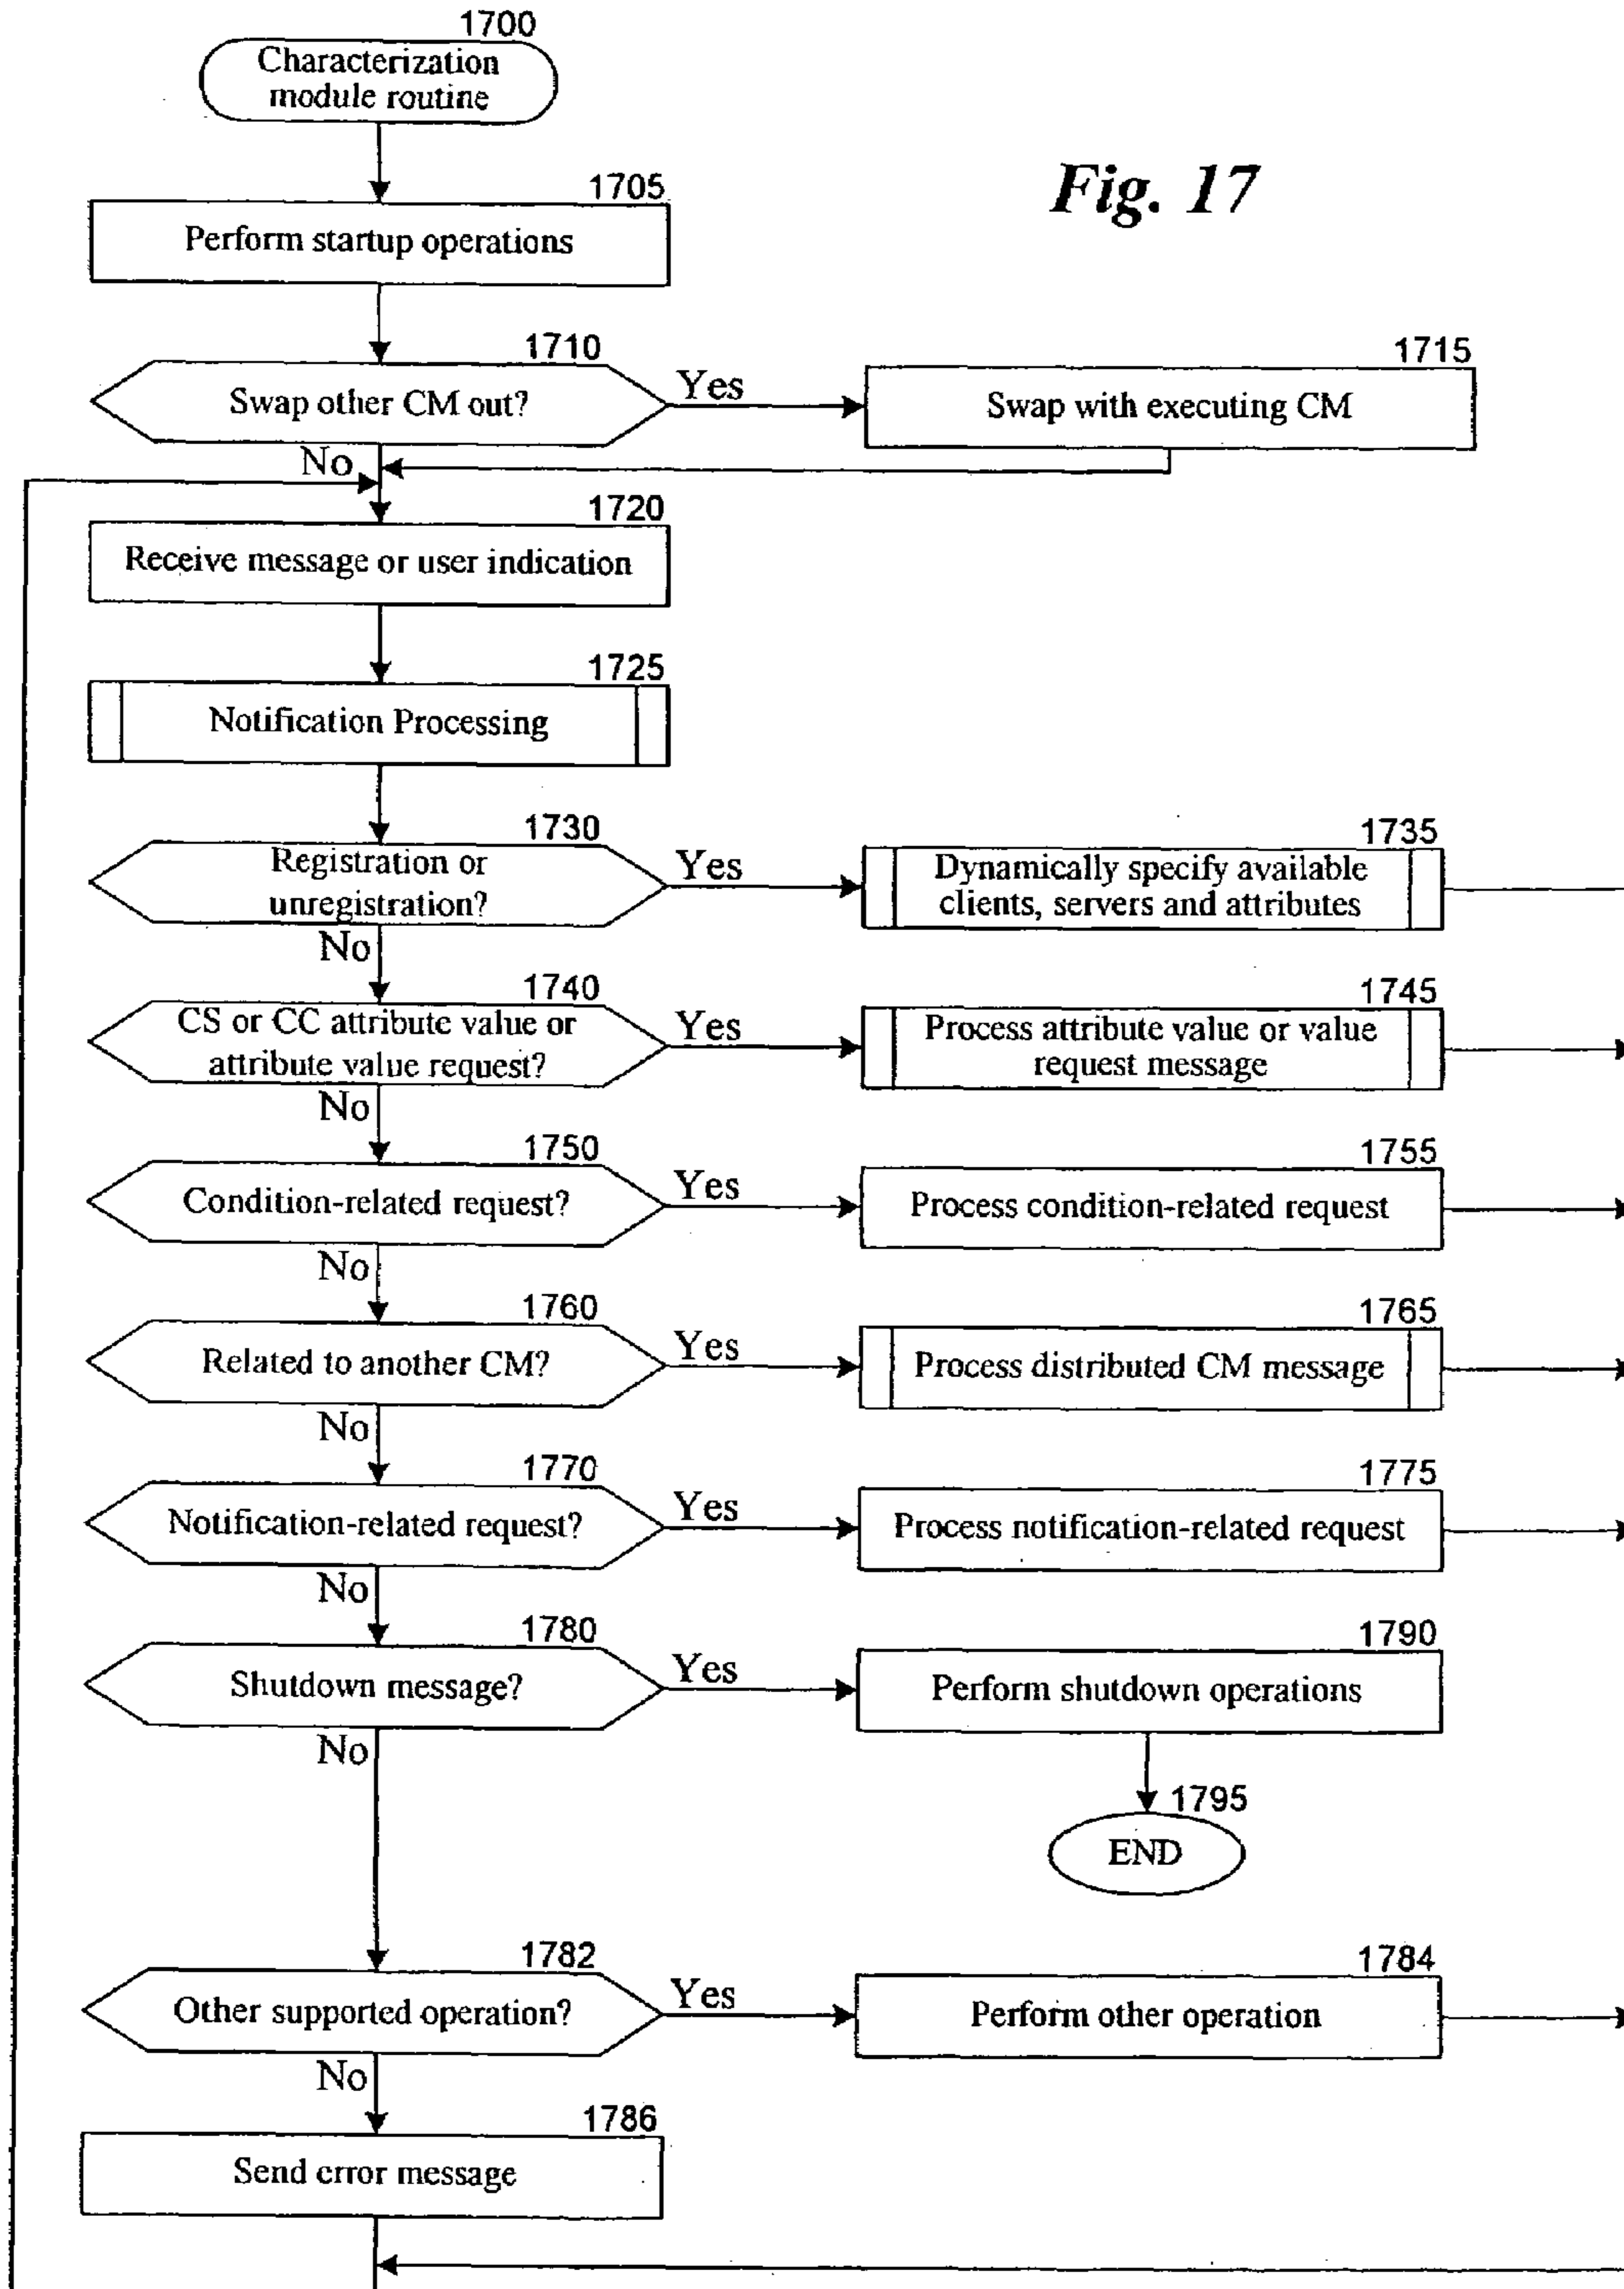 1700
Characterization
module routine
Fig. 17
1705
Perform startup operations
1710
Swap other CM out?
Yes
1715
Swap with executing CM
No
1720
Receive message or user indication
1725
Notification Processing
1730
Registration or
unregistration?
Yes
1735
Dynamically specify available
clients, servers and attributes
No
1740
CS or CC attribute value or
attribute value request?
Yes
1745
Process attribute value or value
request message
No
1750
Condition-related request?
Yes
1755
Process condition-related request
No
1760
Related to another CM?
Yes
1765
Process distributed CM message
No
1770
Notification-related request?
Yes
1775
Process notification-related request
No
1780
Shutdown message?
Yes
1790
Perform shutdown operations
No
1795
END
1782
Other supported operation?
Yes
1784
Perform other operation
No
1786
Send error message